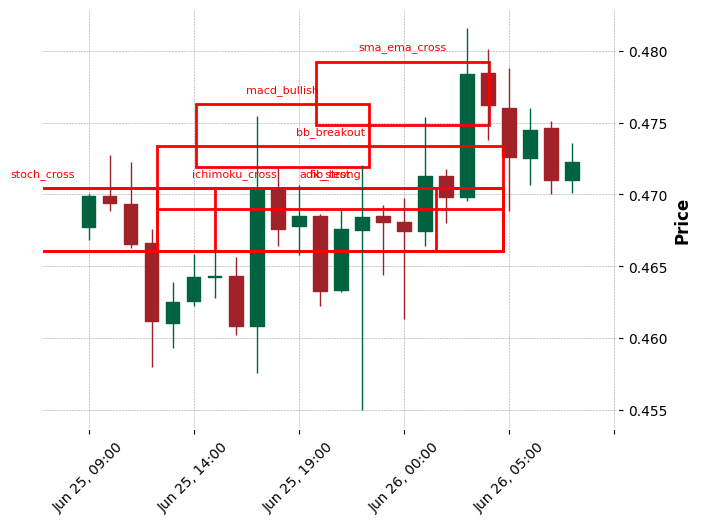 sma_ema_cross
macd_bullish
bb_breakout
stoch_cross
ichimoku_cross
0.480
0.475
0.470
0.465
0.460
0.455
Price
Jun 25, 09:00
Jun 25, 14:00
Jun 25, 19:00
Jun 26, 00:00
Jun 26, 05:00